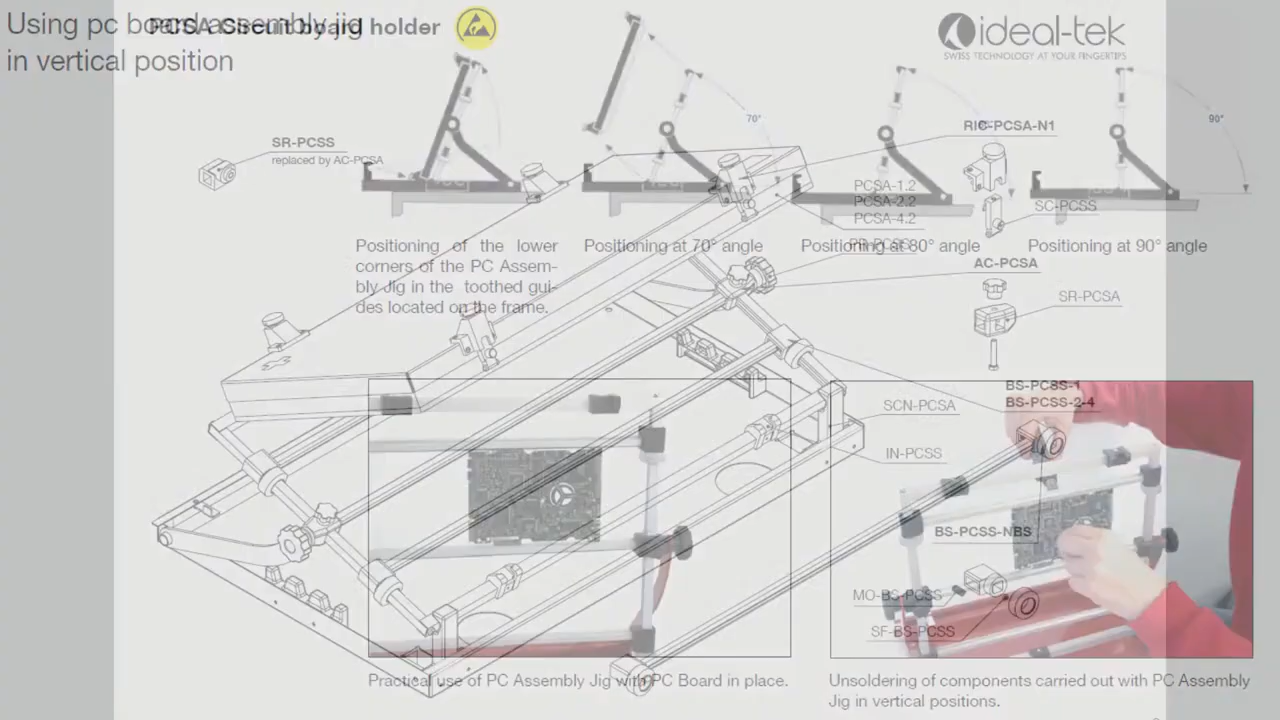 Using pc board assembly jig
in vertical position
PCSA Circuit board holder
ideal-tek
SWISS TECHNOLOGY AT YOUR FINGERTIPS
70°
90°
RIC-PCSA-N1
SR-PCSS
replaced by AC-PCSA
PCSA-1.2
PCSA-2.2
PCSA-4.2
SC-PCSS
Positioning of the lower
corners of the PC Assem-
bly Jig in the toothed gui-
des located on the frame.
Positioning at 70° angle
Positioning at 80° angle
Positioning at 90° angle
AC-PCSA
SR-PCSA
BS-PCSS-1
BS-PCSS-2-4
SCN-PCSA
IN-PCSS
BS-PCSS-NBS
MO-BS-PCSS
SF-BS-PCSS
Practical use of PC Assembly Jig with PC Board in place.
Unsoldering of components carried out with PC Assembly
Jig in vertical positions.